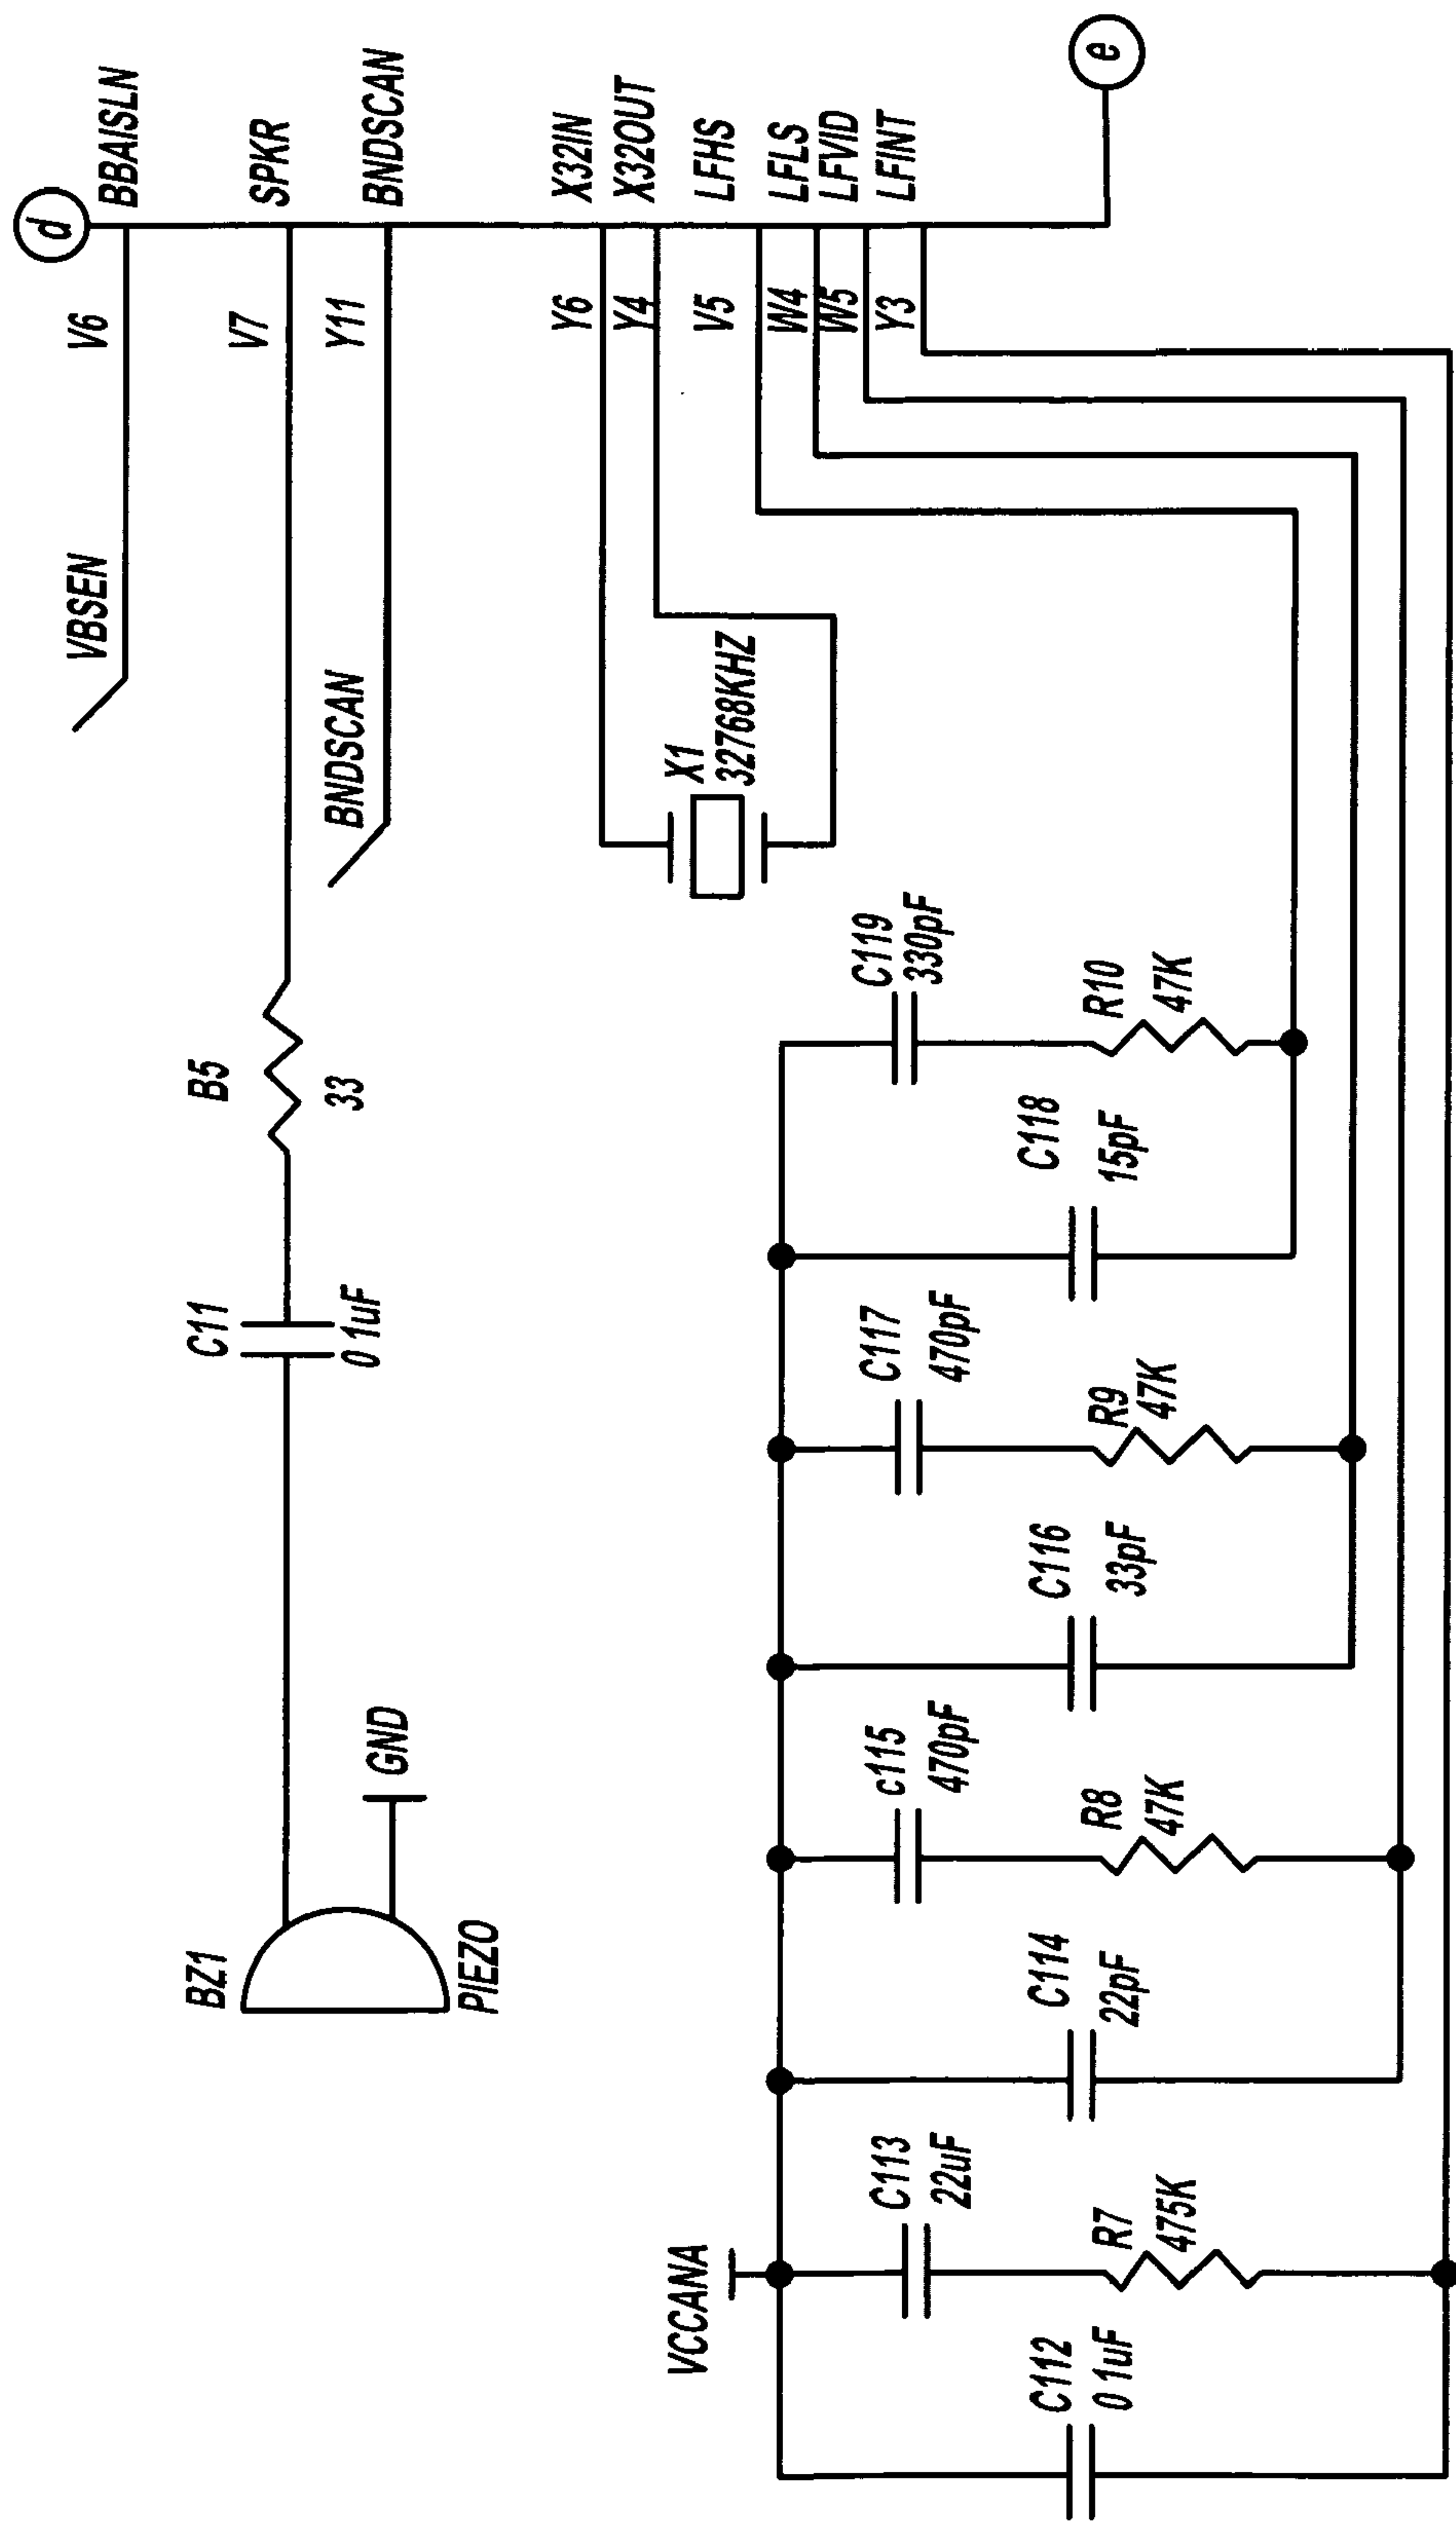 d
BBAISLN
V6
VBSEN
SPKR
V7
B5
33
C11
0 1uF
BZ1
PIEZO
GND
BNDSCAN
Y11
BNDSCAN
X32IN
Y6
X32OUT
Y4
X1
32768KHZ
LFHS
V5
LFLS
W4
LFVID
W5
LFINT
Y3
e
VCCANA
C112
0 1uF
C113
22uF
R7
475K
C114
22pF
c115
470pF
R8
47K
C116
33pF
C117
470pF
R9
47K
C118
15pF
C119
330pF
R10
47K